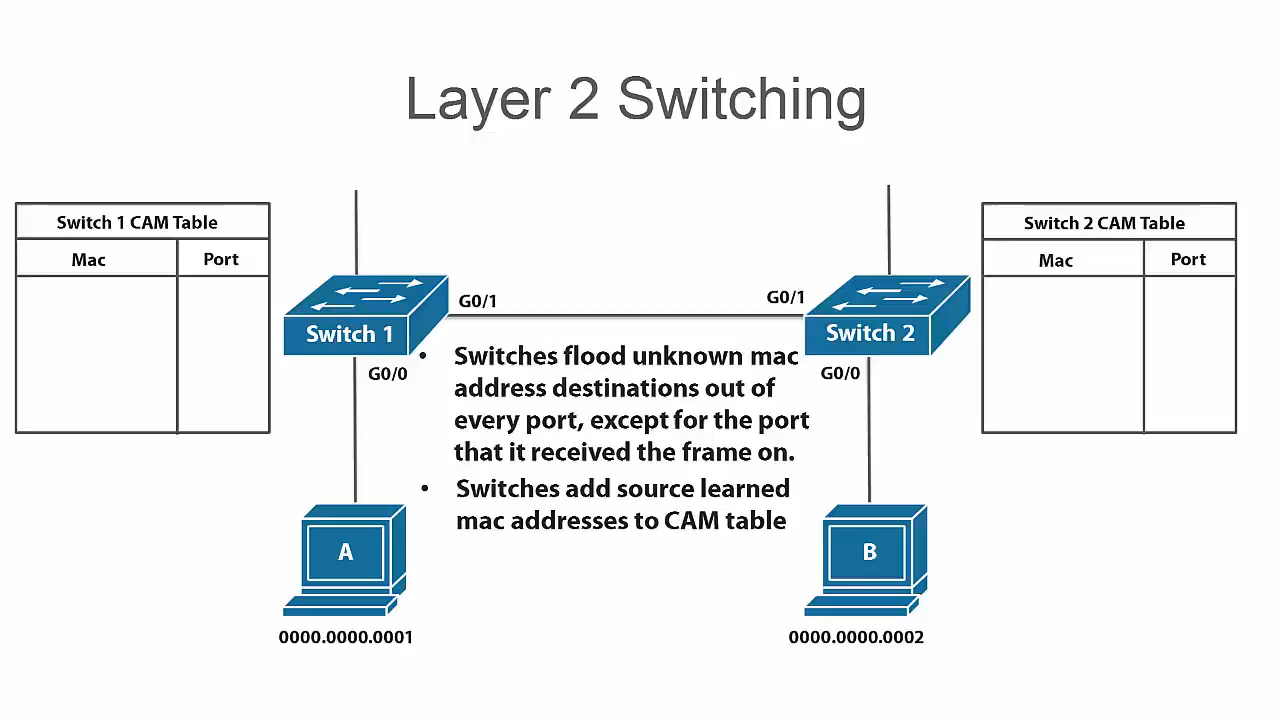 Layer 2 Switching
Switch 1 CAM Table
Mac Port
Switch 2 CAM Table
Mac Port
G0/1
G0/1
Switch 1
Switch 2
G0/0
G0/0
• Switches flood unknown mac
address destinations out of
every port, except for the port
that it received the frame on.
• Switches add source learned
mac addresses to CAM table
A
B
0000.0000.0001
0000.0000.0002